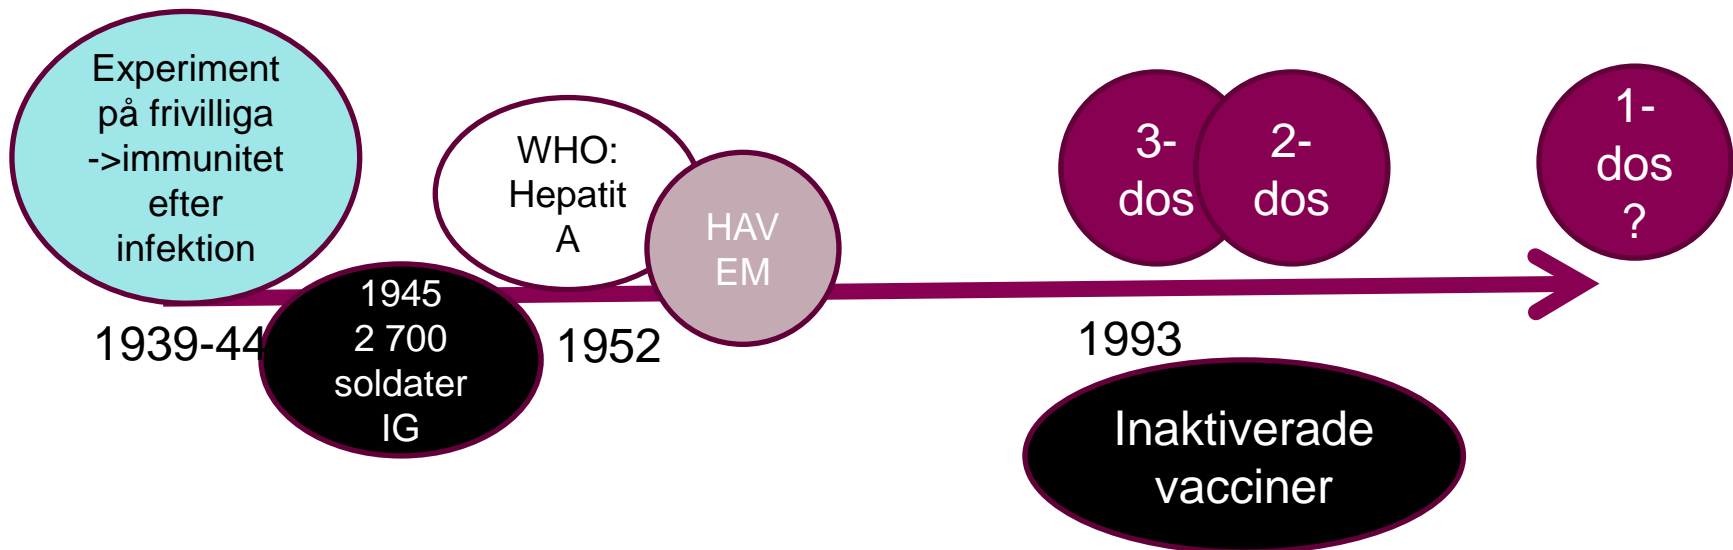 Experiment
på frivilliga
->immunitet
efter
infektion
1939-44
1945
2 700
soldater
IG
WHO:
Hepatit
A
1952
HAV
EM
3-
dos
2-
dos
1993
Inaktiverade
vacciner
1-
dos
?